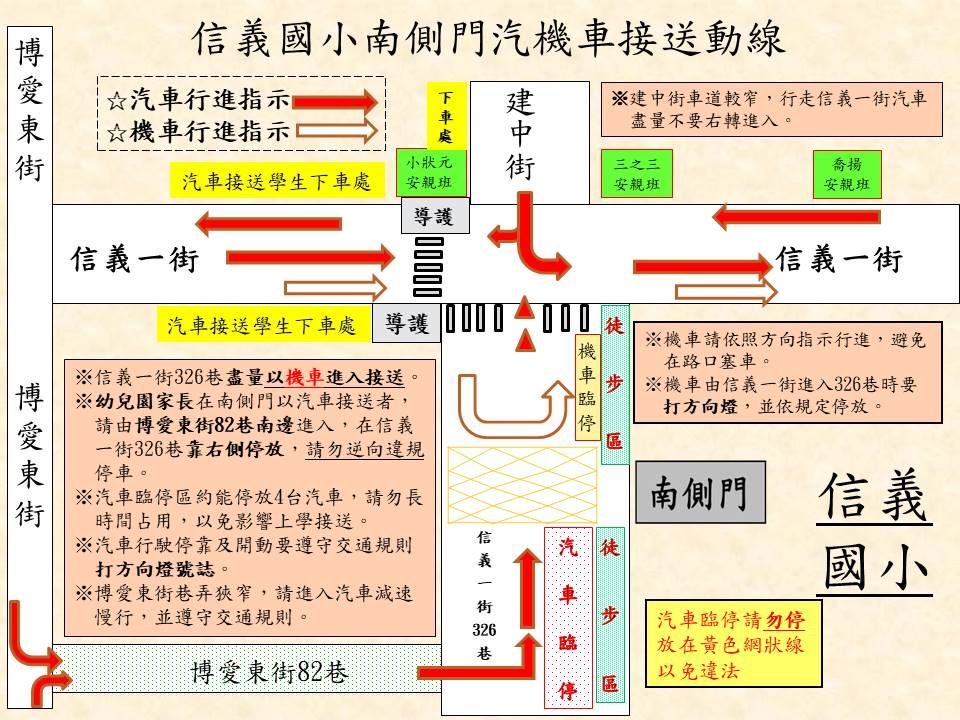 信義國小南側門汽機車接送動線
博愛東街
☆汽車行進指示
☆機車行進指示
下車處
建中街
※建中街車道較窄，行走信義一街汽車
盡量不要右轉進入。
汽車接送學生下車處
小狀元
安親班
三之三
安親班
喬揚
安親班
導護
信義一街
信義一街
汽車接送學生下車處
導護
徒步區
機車臨停
※機車請依照方向指示行進，避免
在路口塞車。
※機車由信義一街進入326巷時要
打方向燈，並依規定停放。
博愛東街
※信義一街326巷盡量以機車進入接送。
※幼兒園家長在南側門以汽車接送者，
請由博愛東街82巷南邊進入，在信義
一街326巷靠右側停放，請勿逆向違規
停車。
※汽車臨停區約能停放4台汽車，請勿長
時間占用，以免影響上學接送。
※汽車行駛停靠及開動要遵守交通規則
打方向燈號誌。
※博愛東街巷弄狹窄，請進入汽車減速
慢行，並遵守交通規則。
南側門
信義
國小
信義一街326巷
汽車臨停
徒步區
汽車臨停請勿停
放在黃色網狀線
以免違法
博愛東街82巷